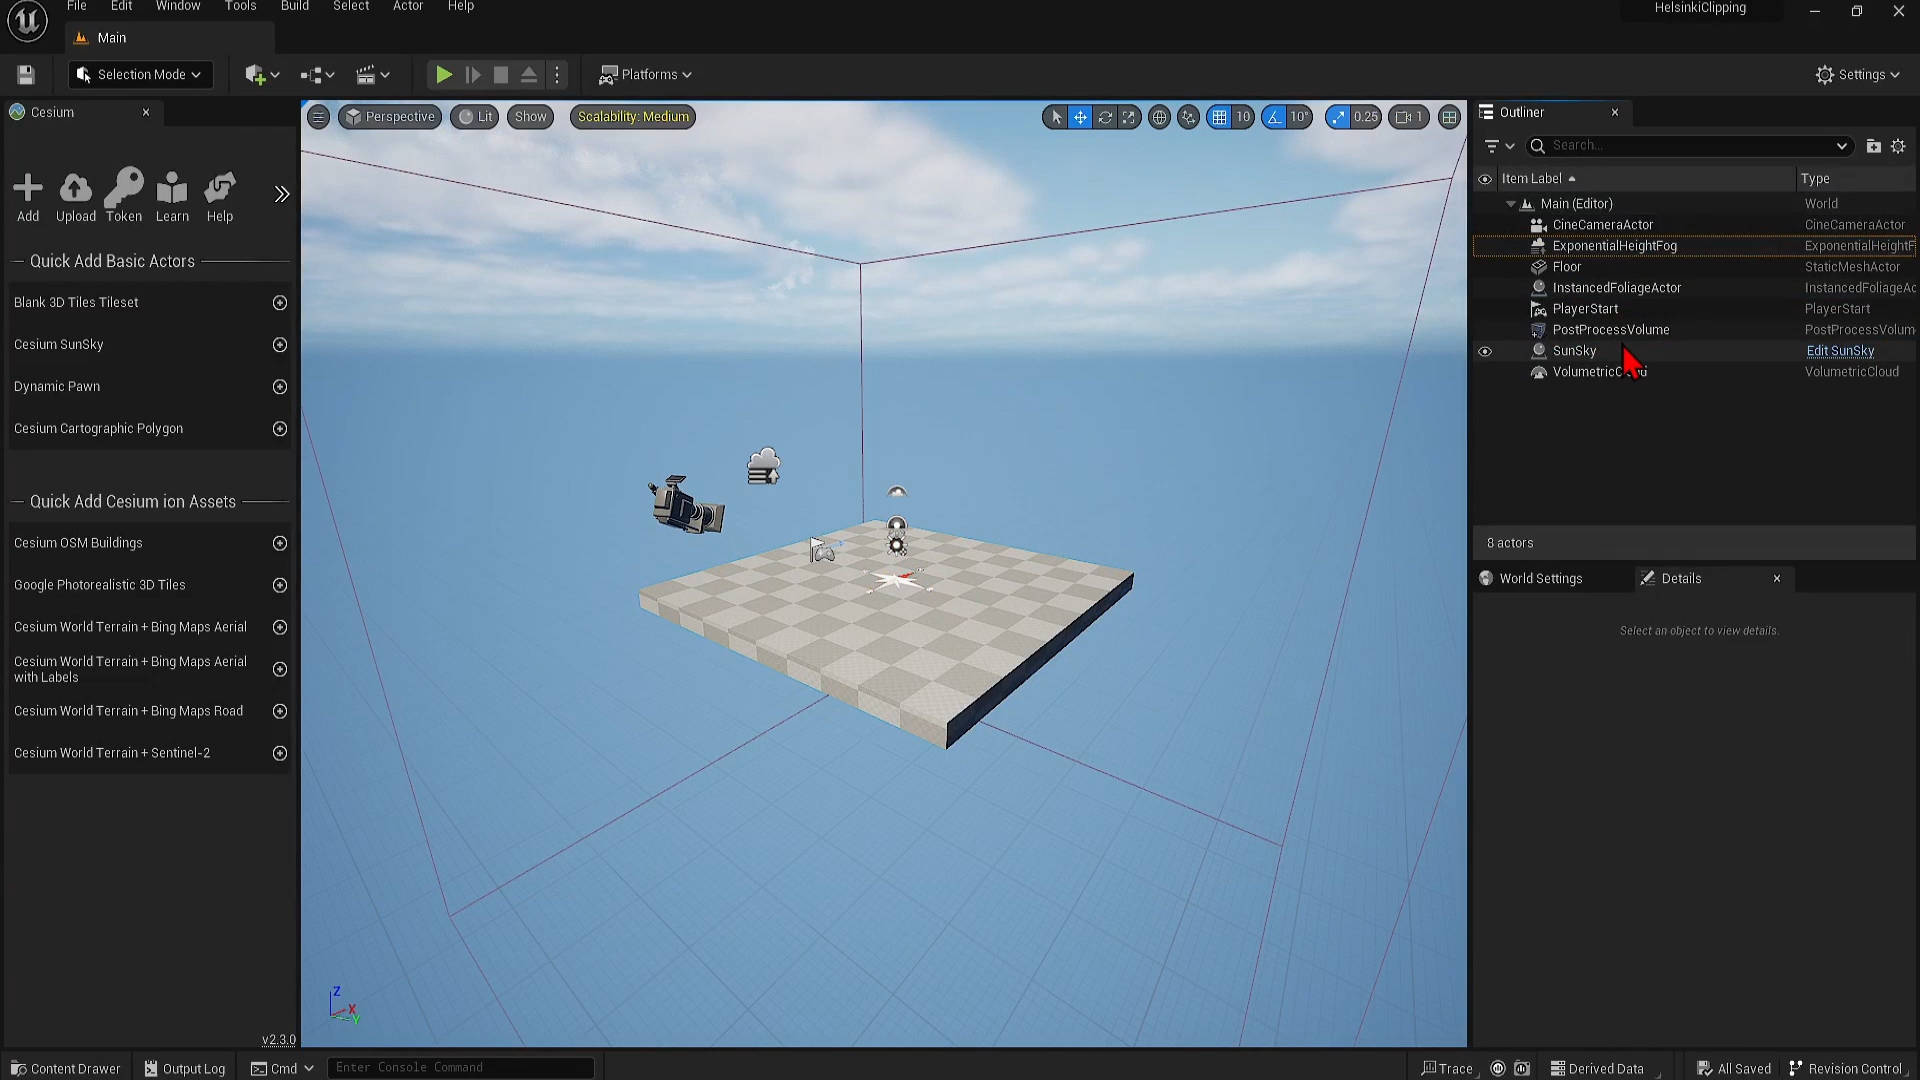 File Edit Window Tools Build Select Actor Help HelsinkiClipping
Main
Selection Mode Platforms Settings
Cesium
Perspective Lit Show Scalability: Medium 10 10° 0.25 1
Outliner
Search...
Item Label Type
Main (Editor) World
CineCameraActor CineCameraActor
ExponentialHeightFog ExponentialHeightF
Floor StaticMeshActor
InstancedFoliageActor InstancedFoliageAc
PlayerStart PlayerStart
PostProcessVolume PostProcessVolum
SunSky Edit SunSky
VolumetricCloud VolumetricCloud
8 actors
World Settings Details
Select an object to view details.
Add Upload Token Learn Help
Quick Add Basic Actors
Blank 3D Tiles Tileset
Cesium SunSky
Dynamic Pawn
Cesium Cartographic Polygon
Quick Add Cesium ion Assets
Cesium OSM Buildings
Google Photorealistic 3D Tiles
Cesium World Terrain + Bing Maps Aerial
Cesium World Terrain + Bing Maps Aerial
with Labels
Cesium World Terrain + Bing Maps Road
Cesium World Terrain + Sentinel-2
v2.3.0
Z
X
Y
Content Drawer Output Log Cmd Enter Console Command Trace Derived Data All Saved Revision Control